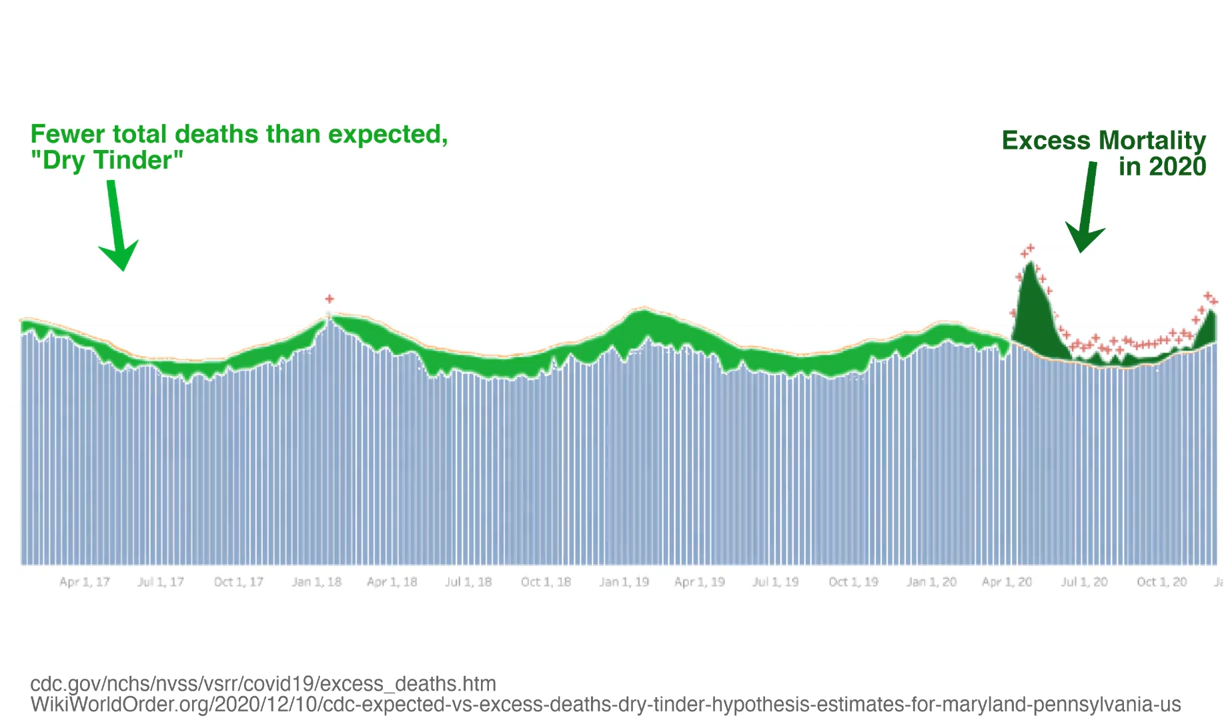 Fewer total deaths than expected,
"Dry Tinder"
Excess Mortality
in 2020
Apr 1, 17 Jul 1, 17 Oct 1, 17 Jan 1, 18 Apr 1, 18 Jul 1, 18 Oct 1, 18 Jan 1, 19 Apr 1, 19 Jul 1, 19 Oct 1, 19 Jan 1, 20 Apr 1, 20 Jul 1, 20 Oct 1, 20
cdc.gov/nchs/nvss/vsrr/covid19/excess_deaths.htm
WikiWorldOrder.org/2020/12/10/cdc-expected-vs-excess-deaths-dry-tinder-hypothesis-estimates-for-maryland-pennsylvania-us